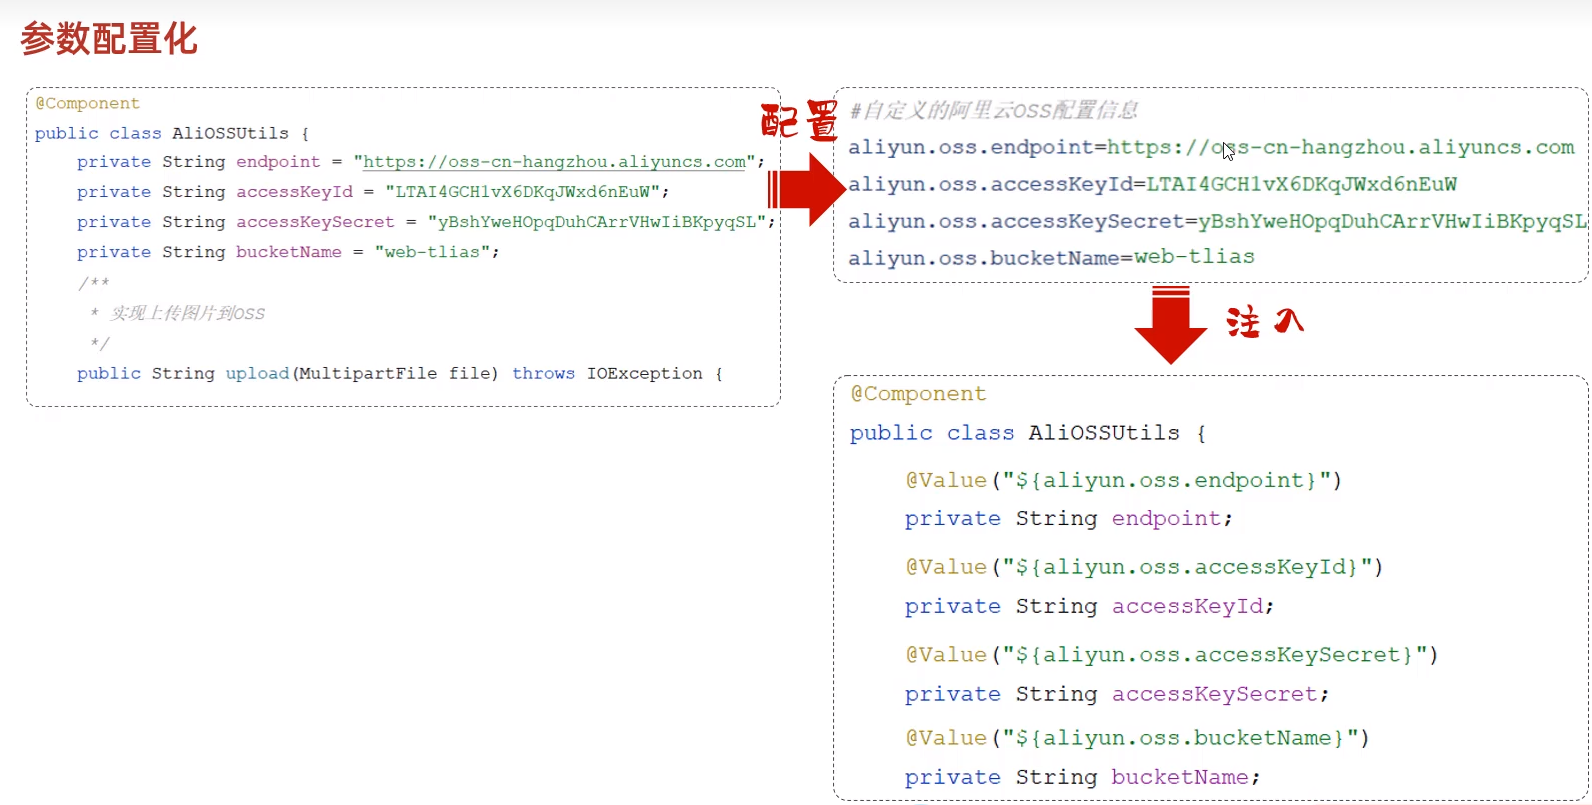 参数配置化
@Component
public class AliOSSUtils {
private String endpoint = "https://oss-cn-hangzhou.aliyuncs.com";
private String accessKeyId = "LTAI4GCH1vX6DKqJWxd6nEuW";
private String accessKeySecret = "yBshYweHOpqDuhCArrVHwIiBKpyqSL";
private String bucketName = "web-tlias";
/**
* 实现上传图片到OSS
*/
public String upload(MultipartFile file) throws IOException {
配置
#自定义的阿里云OSS配置信息
aliyun.oss.endpoint=https://oss-cn-hangzhou.aliyuncs.com
aliyun.oss.accessKeyId=LTAI4GCH1vX6DKqJWxd6nEuW
aliyun.oss.accessKeySecret=yBshYweHOpqDuhCArrVHwIiBKpyqSL
aliyun.oss.bucketName=web-tlias
注入
@Component
public class AliOSSUtils {
@Value("${aliyun.oss.endpoint}")
private String endpoint;
@Value("${aliyun.oss.accessKeyId}")
private String accessKeyId;
@Value("${aliyun.oss.accessKeySecret}")
private String accessKeySecret;
@Value("${aliyun.oss.bucketName}")
private String bucketName;